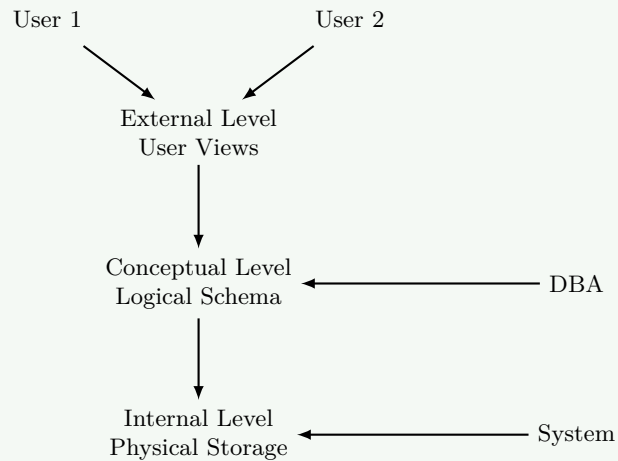 User 1
User 2
External Level
User Views
Conceptual Level
Logical Schema
DBA
Internal Level
Physical Storage
System